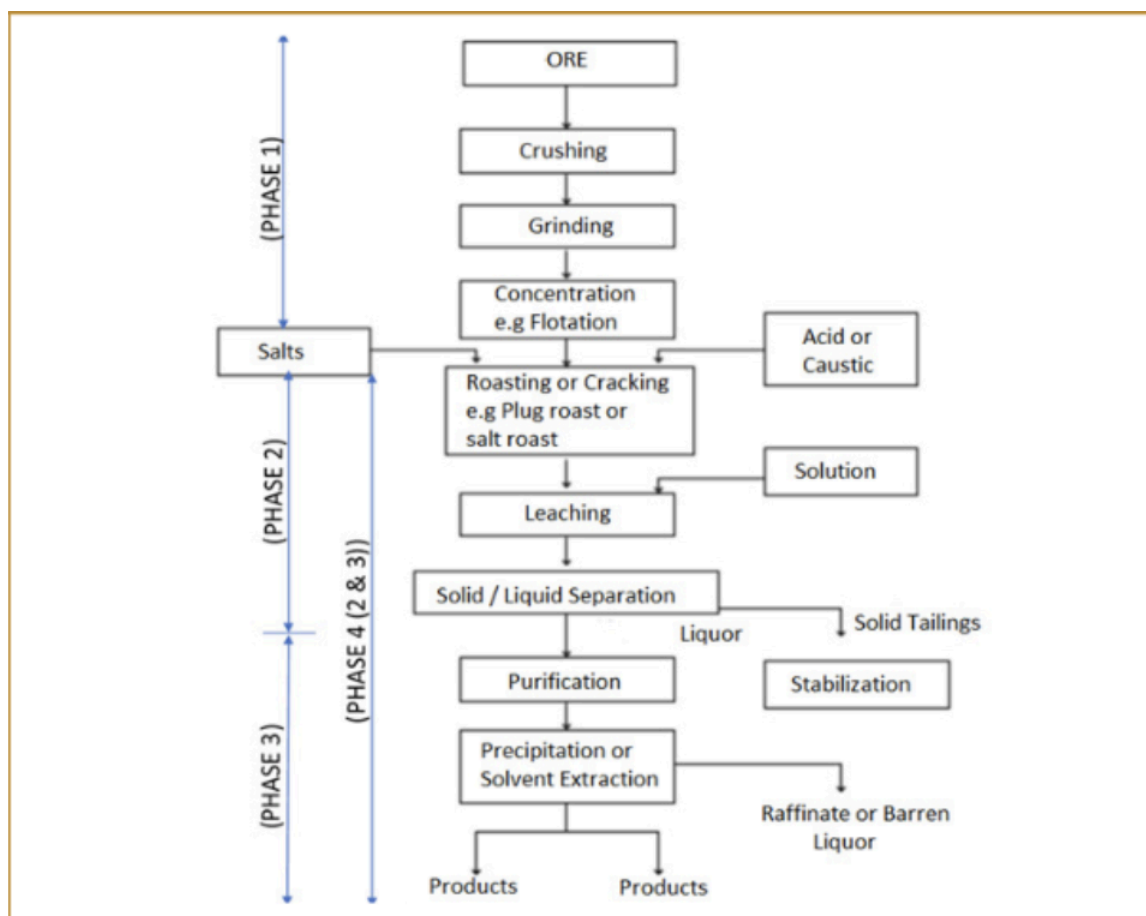 ORE
(PHASE 1)
Crushing
Grinding
Concentration
e.g Flotation
Salts
Acid or
Caustic
Roasting or Cracking
e.g Plug roast or
salt roast
(PHASE 2)
(PHASE 4 (2 & 3))
Solution
Leaching
Solid / Liquid Separation
Liquor
Solid Tailings
Purification
Stabilization
(PHASE 3)
Precipitation or
Solvent Extraction
Raffinate or Barren
Liquor
Products
Products